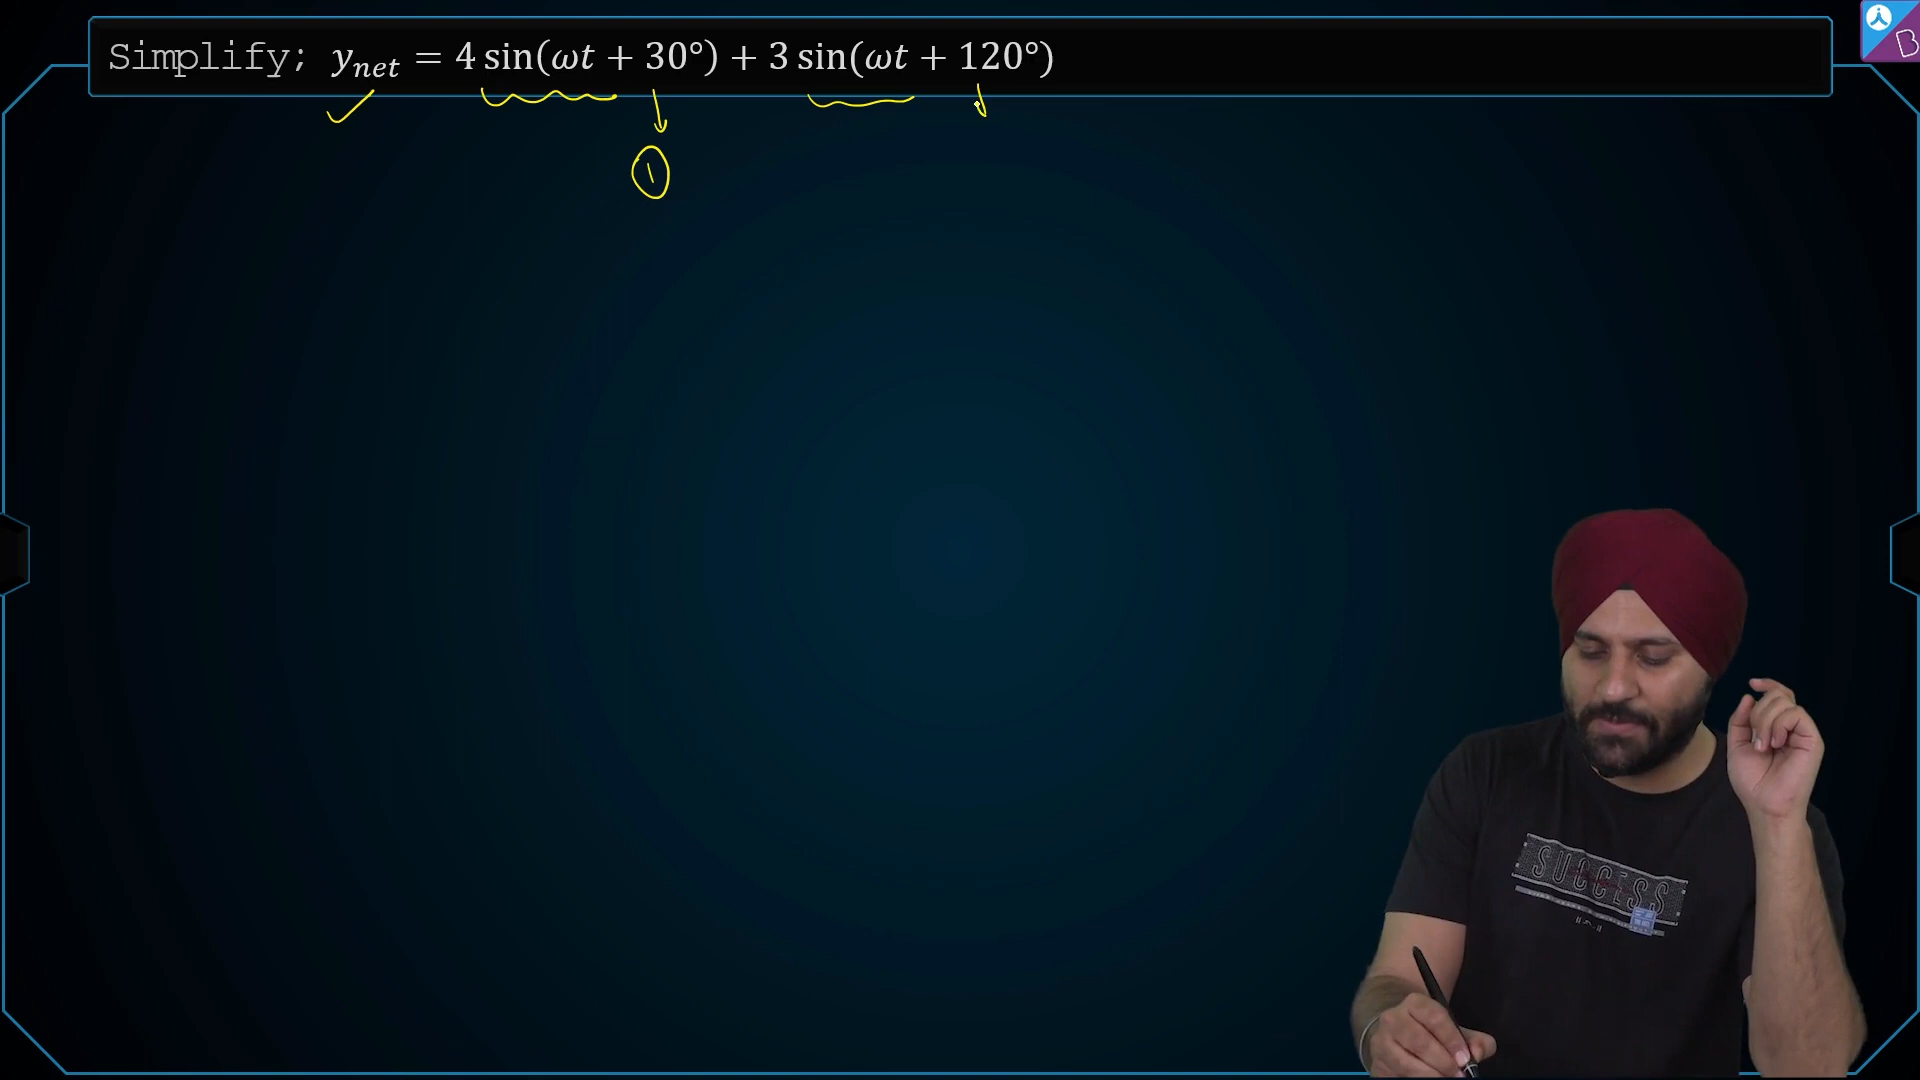 Simplify; y_net = 4 sin(ωt + 30°) + 3 sin(ωt + 120°)
1
B
SUCCESS